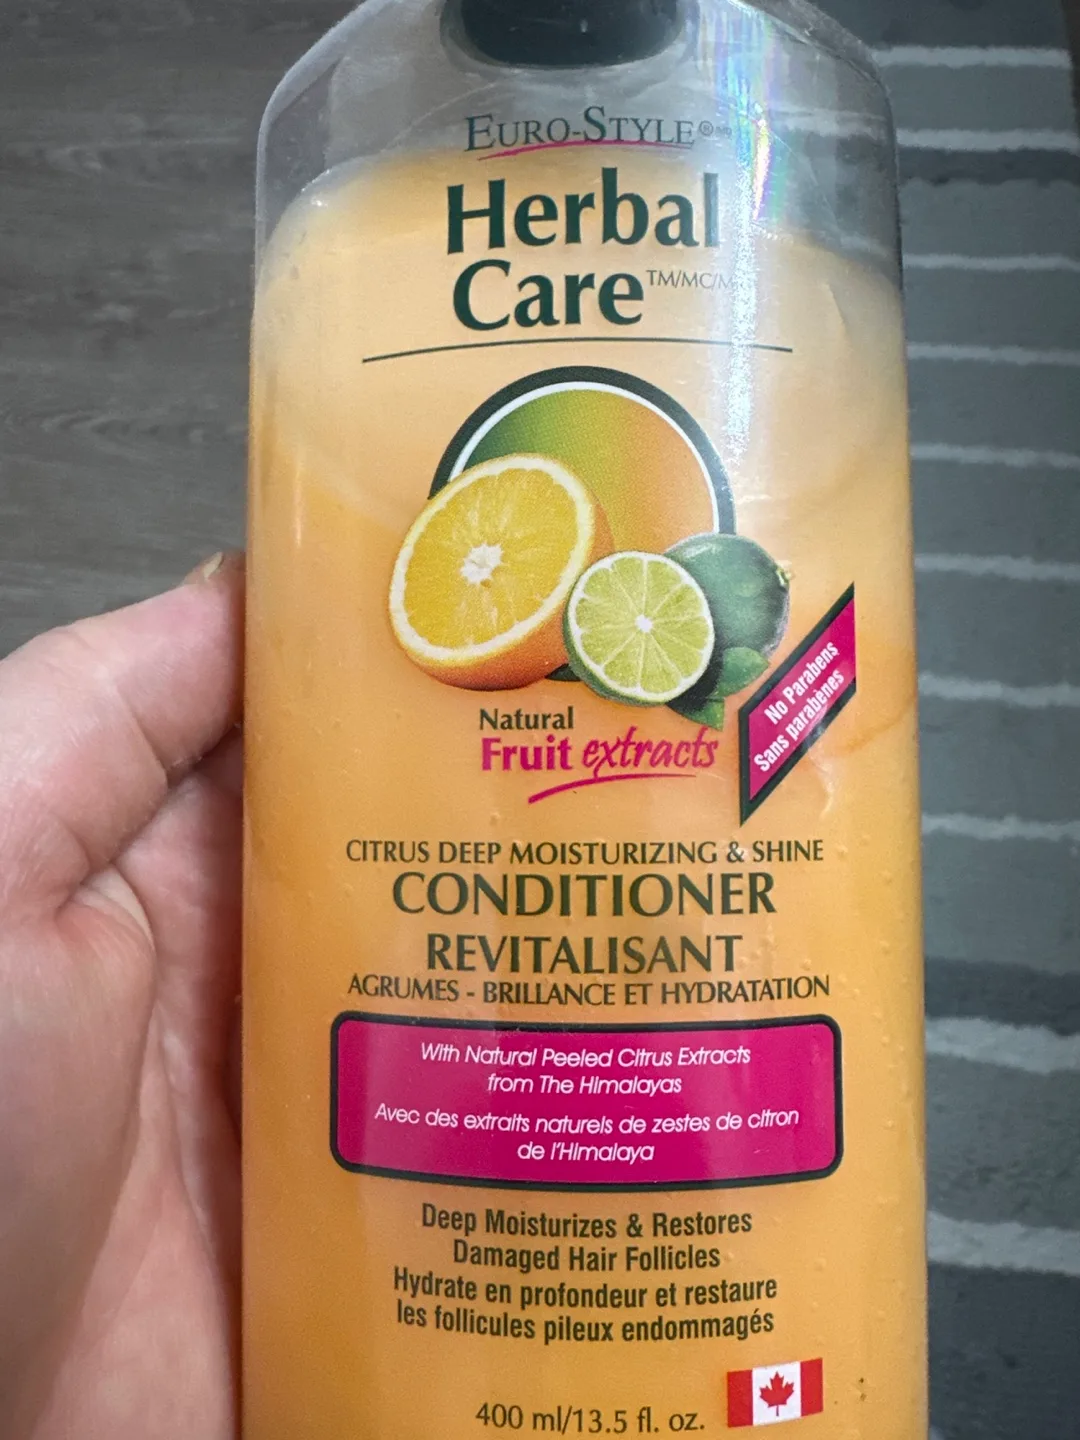 EURO-STYLE®
Herbal
Care TM/MC/M
Natural
Fruit extracts
No Parabens
Sans parabènes
CITRUS DEEP MOISTURIZING & SHINE
CONDITIONER
REVITALISANT
AGRUMES - BRILLANCE ET HYDRATATION
With Natural Peeled Citrus Extracts
from The Himalayas
Avec des extraits naturels de zestes de citron
de l'Himalaya
Deep Moisturizes & Restores
Damaged Hair Follicles
Hydrate en profondeur et restaure
les follicules pileux endommagés
400 ml/13.5 fl. oz.